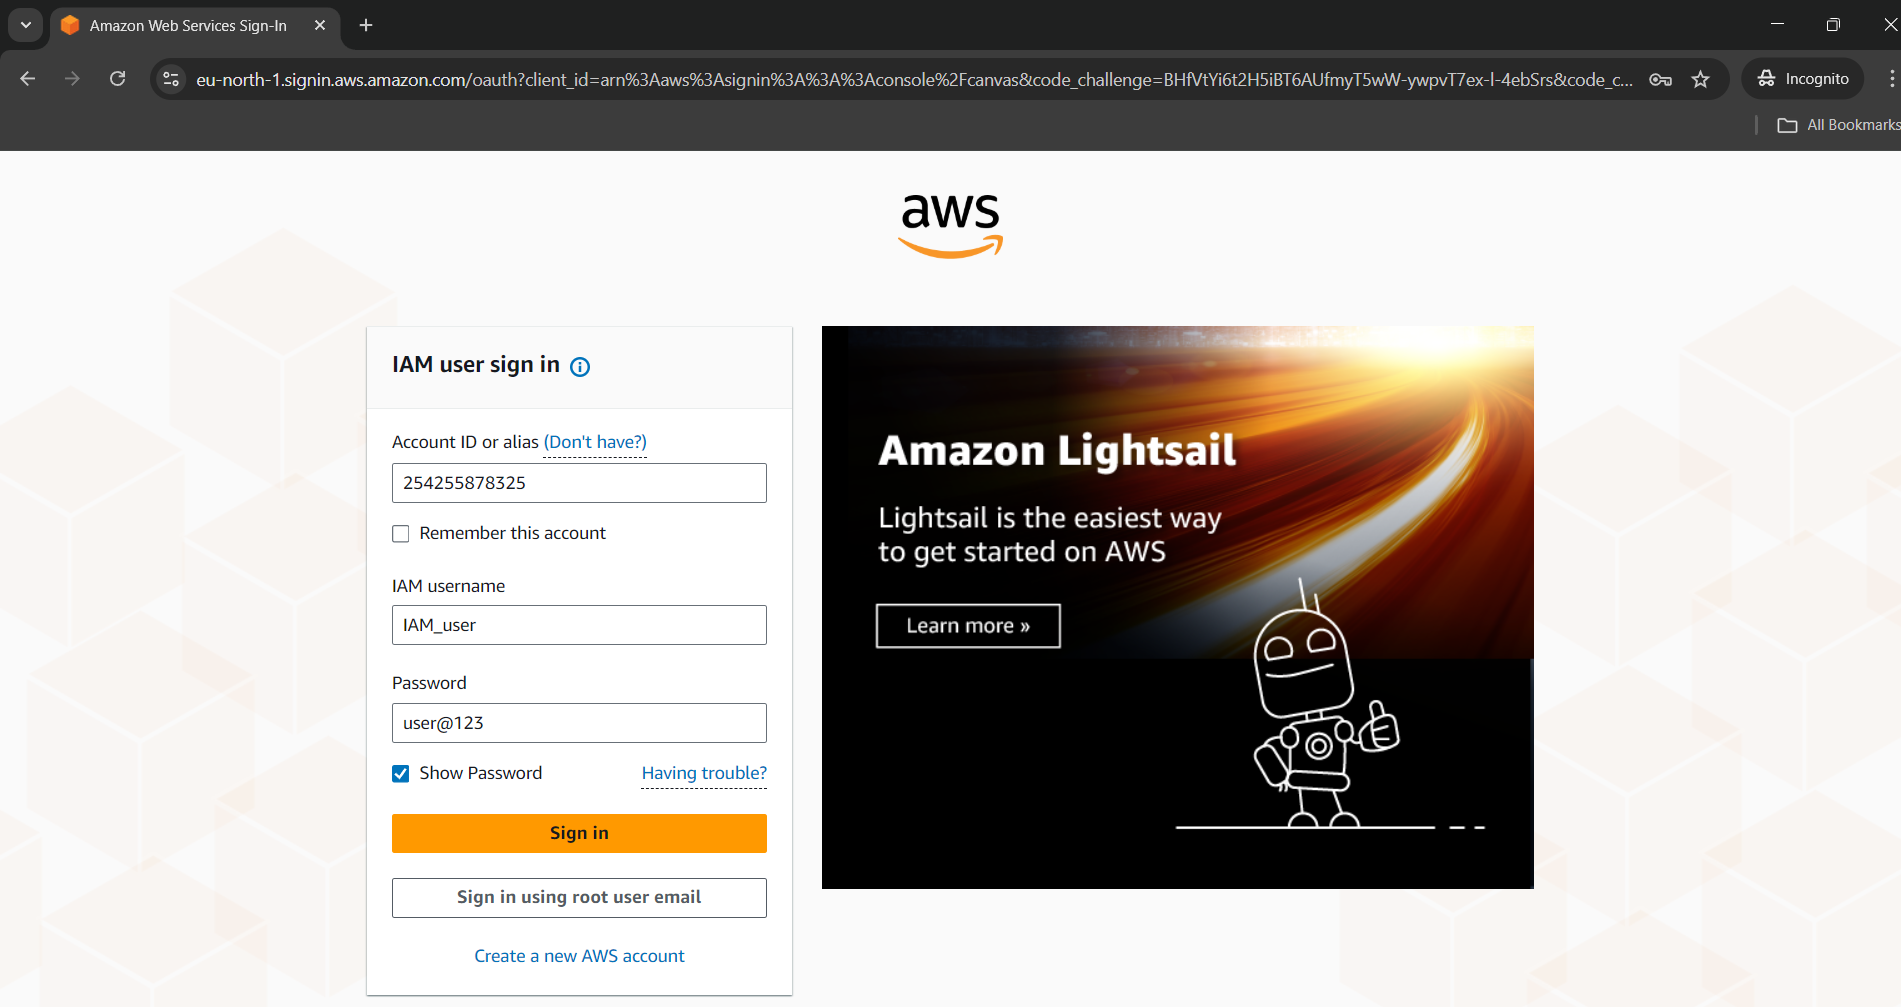 Amazon Web Services Sign-In
eu-north-1.signin.aws.amazon.com/oauth?client_id=arn%3Aaws%3Asignin%3A%3A%3Aconsole%2Fcanvas&code_challenge=BHfVtYi6t2H5iBT6AUfmyT5wW-ywpvT7ex-l-4ebSrs&code_c...
Incognito
All Bookmarks
aws
IAM user sign in
Account ID or alias (Don't have?)
254255878325
Remember this account
IAM username
IAM_user
Password
user@123
Show Password
Having trouble?
Sign in
Sign in using root user email
Create a new AWS account
Amazon Lightsail
Lightsail is the easiest way
to get started on AWS
Learn more »